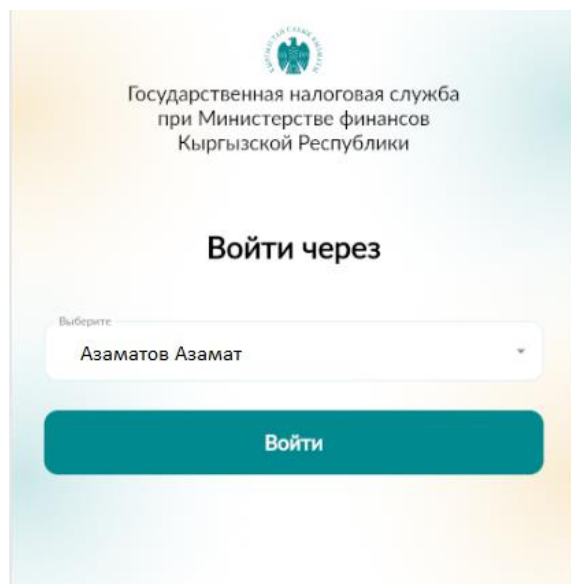 Государственная налоговая служба
при Министерстве финансов
Кыргызской Республики
Войти через
Выберите
Азаматов Азамат
Войти